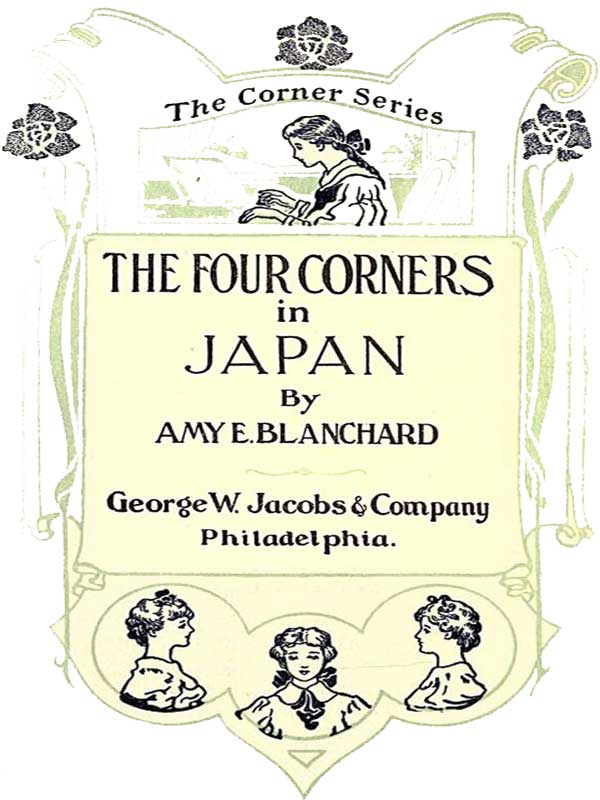 The Corner Series
THE FOUR CORNERS
in
JAPAN
By
AMY E. BLANCHARD
George W. Jacobs & Company
Philadelphia.